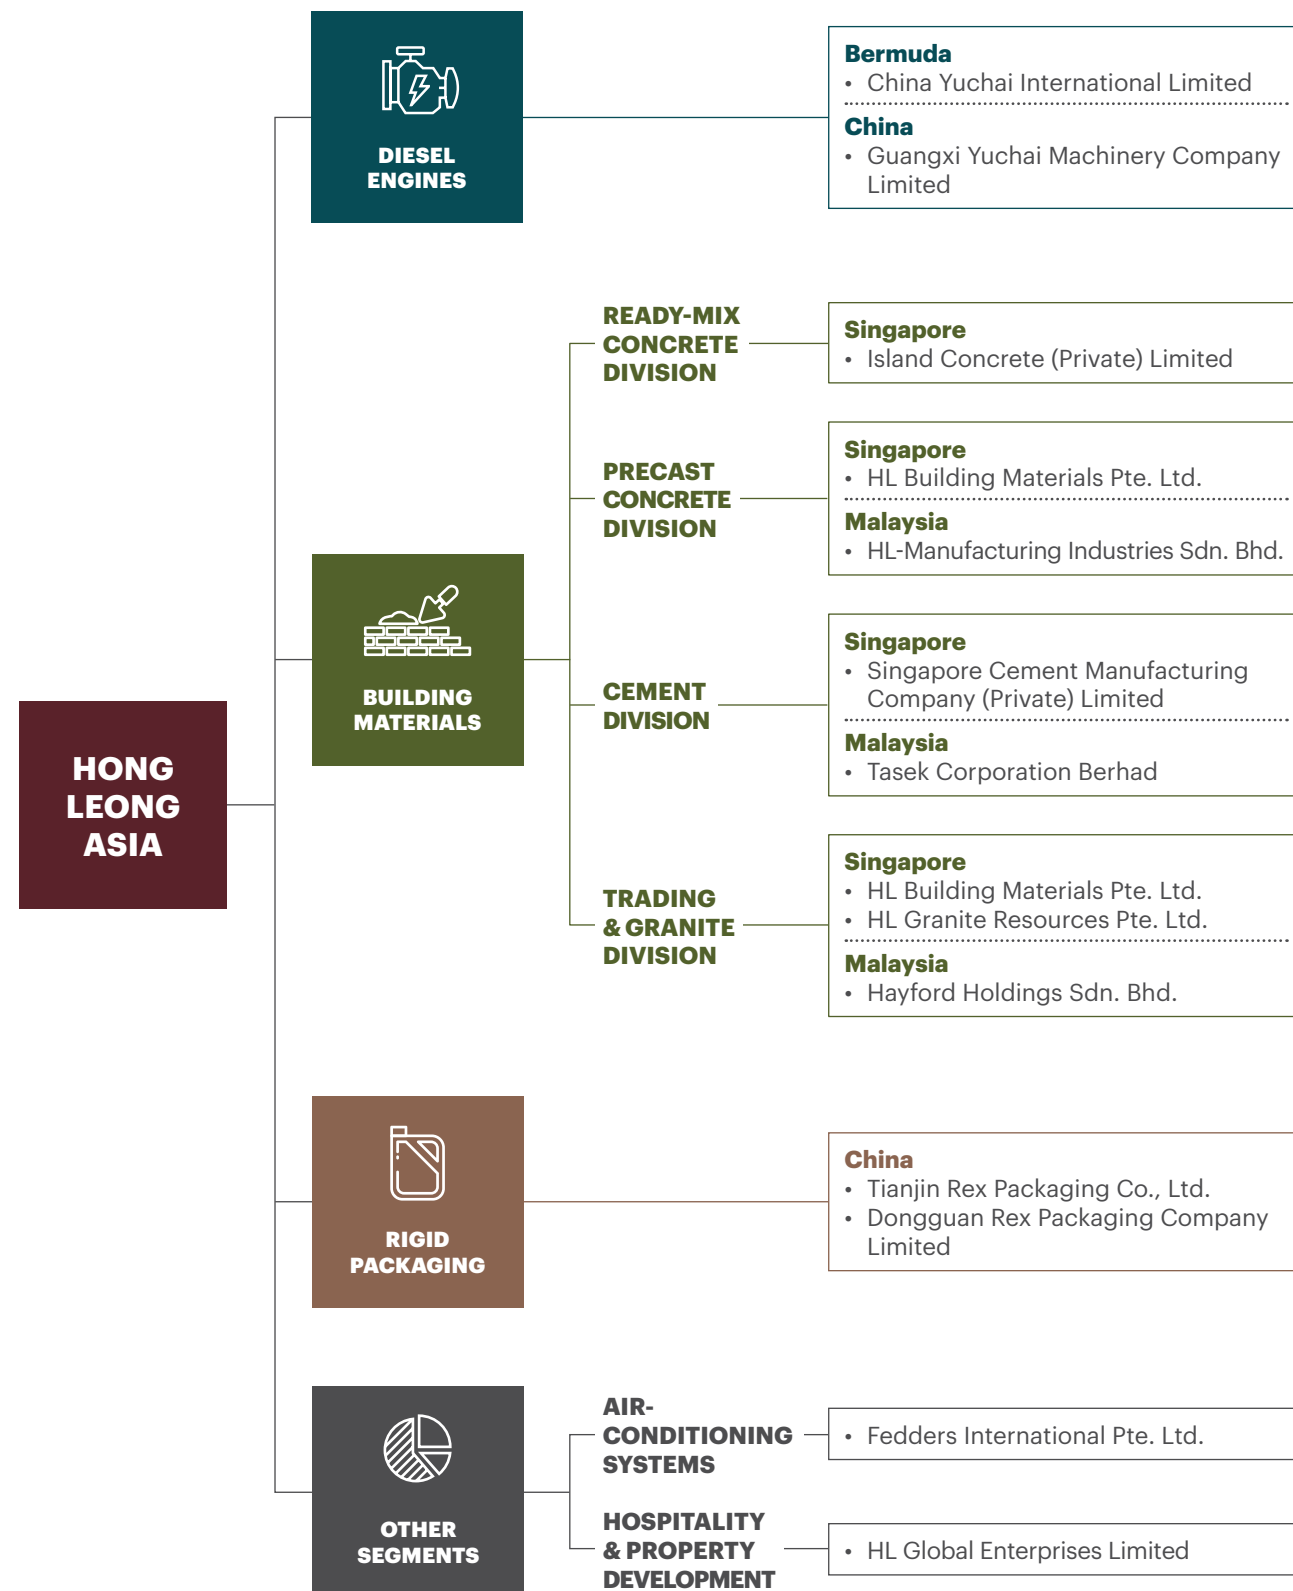 HONG
LEONG
ASIA
DIESEL
ENGINES
Bermuda
• China Yuchai International Limited
China
• Guangxi Yuchai Machinery Company
Limited
BUILDING
MATERIALS
READY-MIX
CONCRETE
DIVISION
Singapore
• Island Concrete (Private) Limited
PRECAST
CONCRETE
DIVISION
Singapore
• HL Building Materials Pte. Ltd.
Malaysia
• HL-Manufacturing Industries Sdn. Bhd.
CEMENT
DIVISION
Singapore
• Singapore Cement Manufacturing
Company (Private) Limited
Malaysia
• Tasek Corporation Berhad
TRADING
& GRANITE
DIVISION
Singapore
• HL Building Materials Pte. Ltd.
• HL Granite Resources Pte. Ltd.
Malaysia
• Hayford Holdings Sdn. Bhd.
RIGID
PACKAGING
China
• Tianjin Rex Packaging Co., Ltd.
• Dongguan Rex Packaging Company
Limited
OTHER
SEGMENTS
AIR-
CONDITIONING
SYSTEMS
• Fedders International Pte. Ltd.
HOSPITALITY
& PROPERTY
DEVELOPMENT
• HL Global Enterprises Limited